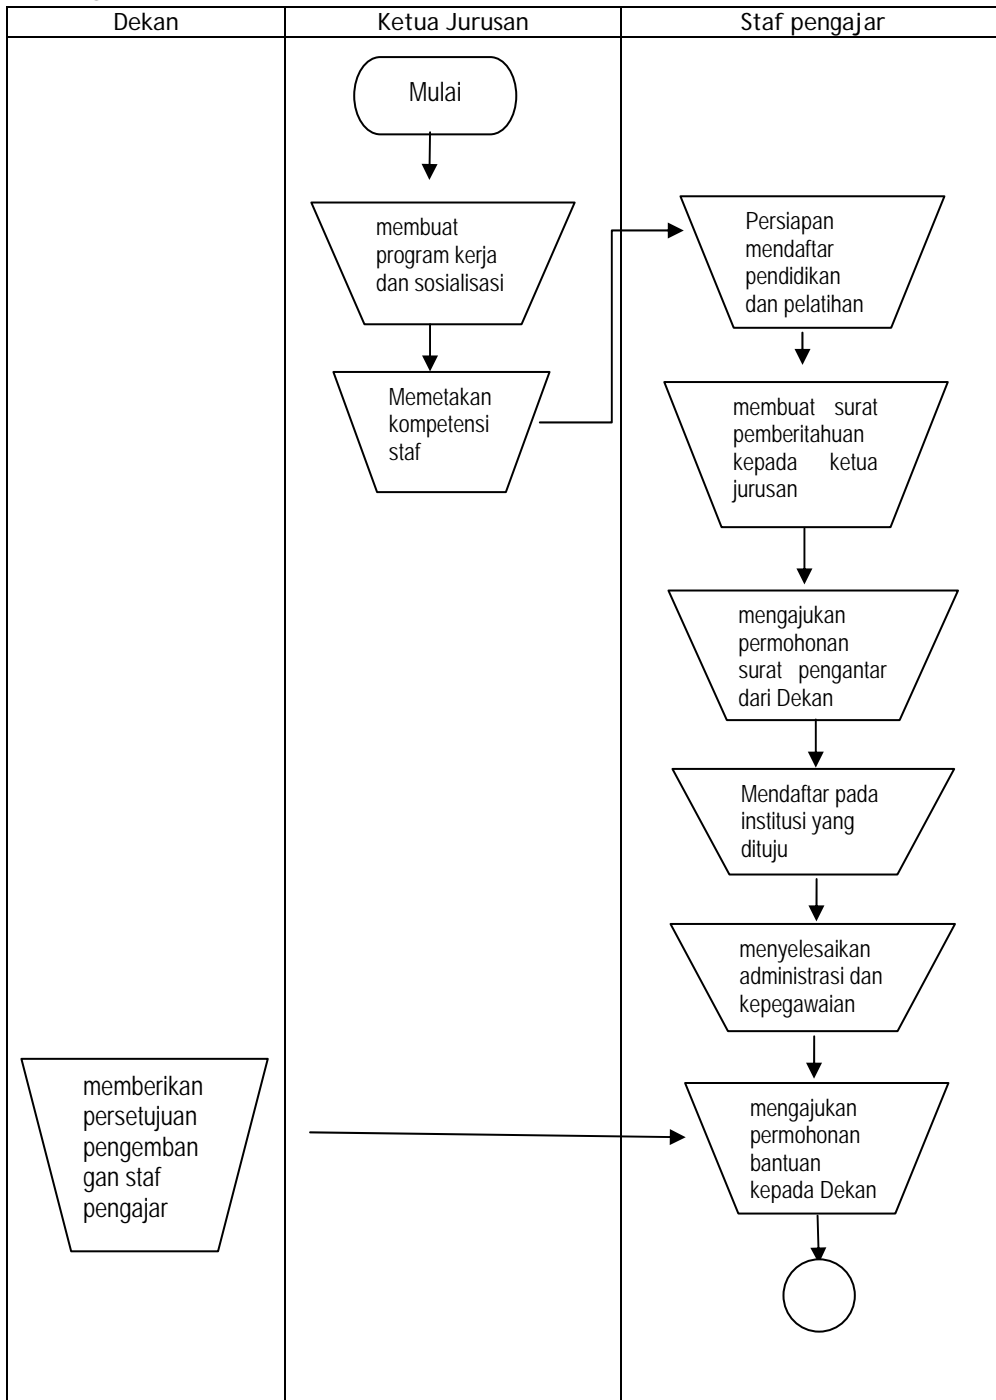 Dekan
Ketua Jurusan
Staf pengajar
Mulai
membuat
program kerja
dan sosialisasi
Memetakan
kompetensi
staf
Persiapan
mendaftar
pendidikan
dan pelatihan
membuat surat
pemberitahuan
kepada ketua
jurusan
mengajukan
permohonan
surat pengantar
dari Dekan
Mendaftar pada
institusi yang
dituju
menyelesaikan
administrasi dan
kepegawaian
memberikan
persetujuan
pengemban
gan staf
pengajar
mengajukan
permohonan
bantuan
kepada Dekan